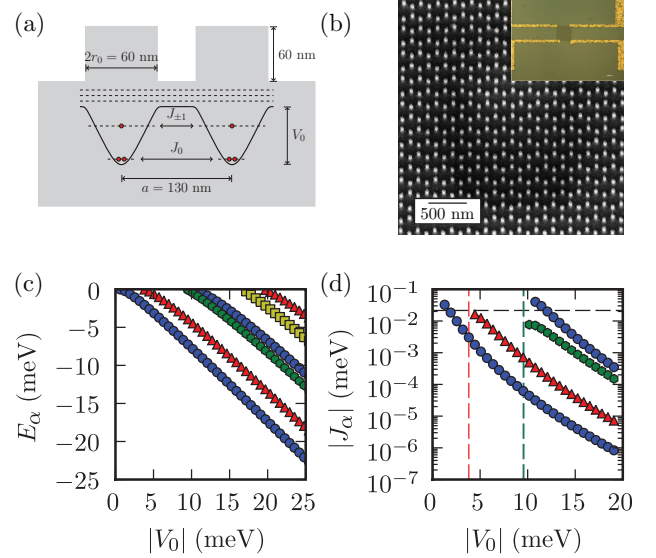 (a)
2r₀ = 60 nm
60 nm
J±₁
J₀
V₀
a = 130 nm
(b)
500 nm
(c)
0
−5
−10
−15
−20
−25
E_α (meV)
0 5 10 15 20 25
|V₀| (meV)
(d)
10⁻¹
10⁻²
10⁻³
10⁻⁴
10⁻⁵
10⁻⁶
10⁻⁷
|J_α| (meV)
0 5 10 15 20
|V₀| (meV)